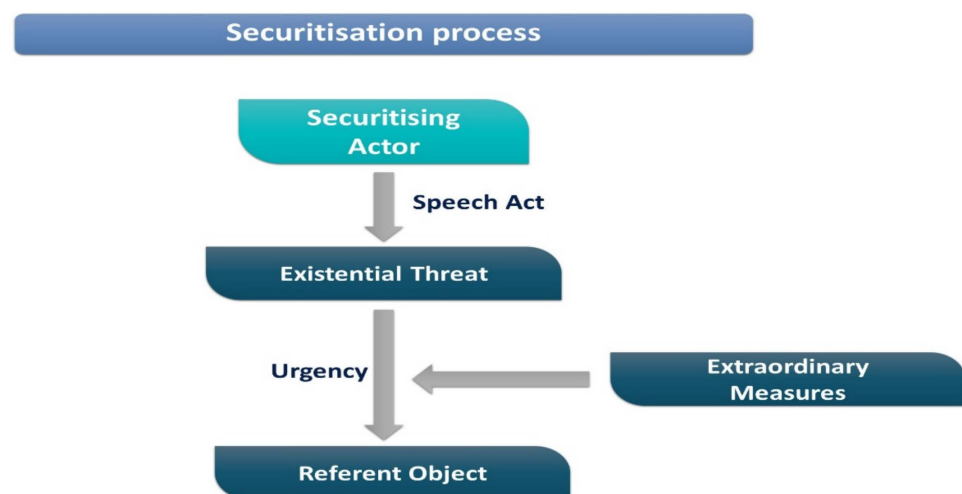 Securitisation process
Securitising
Actor
Speech Act
Existential Threat
Urgency
Extraordinary
Measures
Referent Object